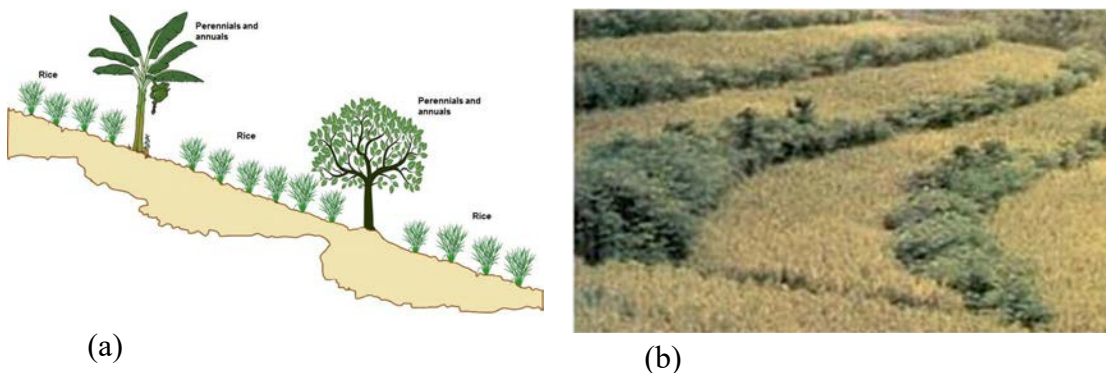 Perennials and
annuals
Rice
Perennials and
annuals
Rice
Rice
(a)
(b)